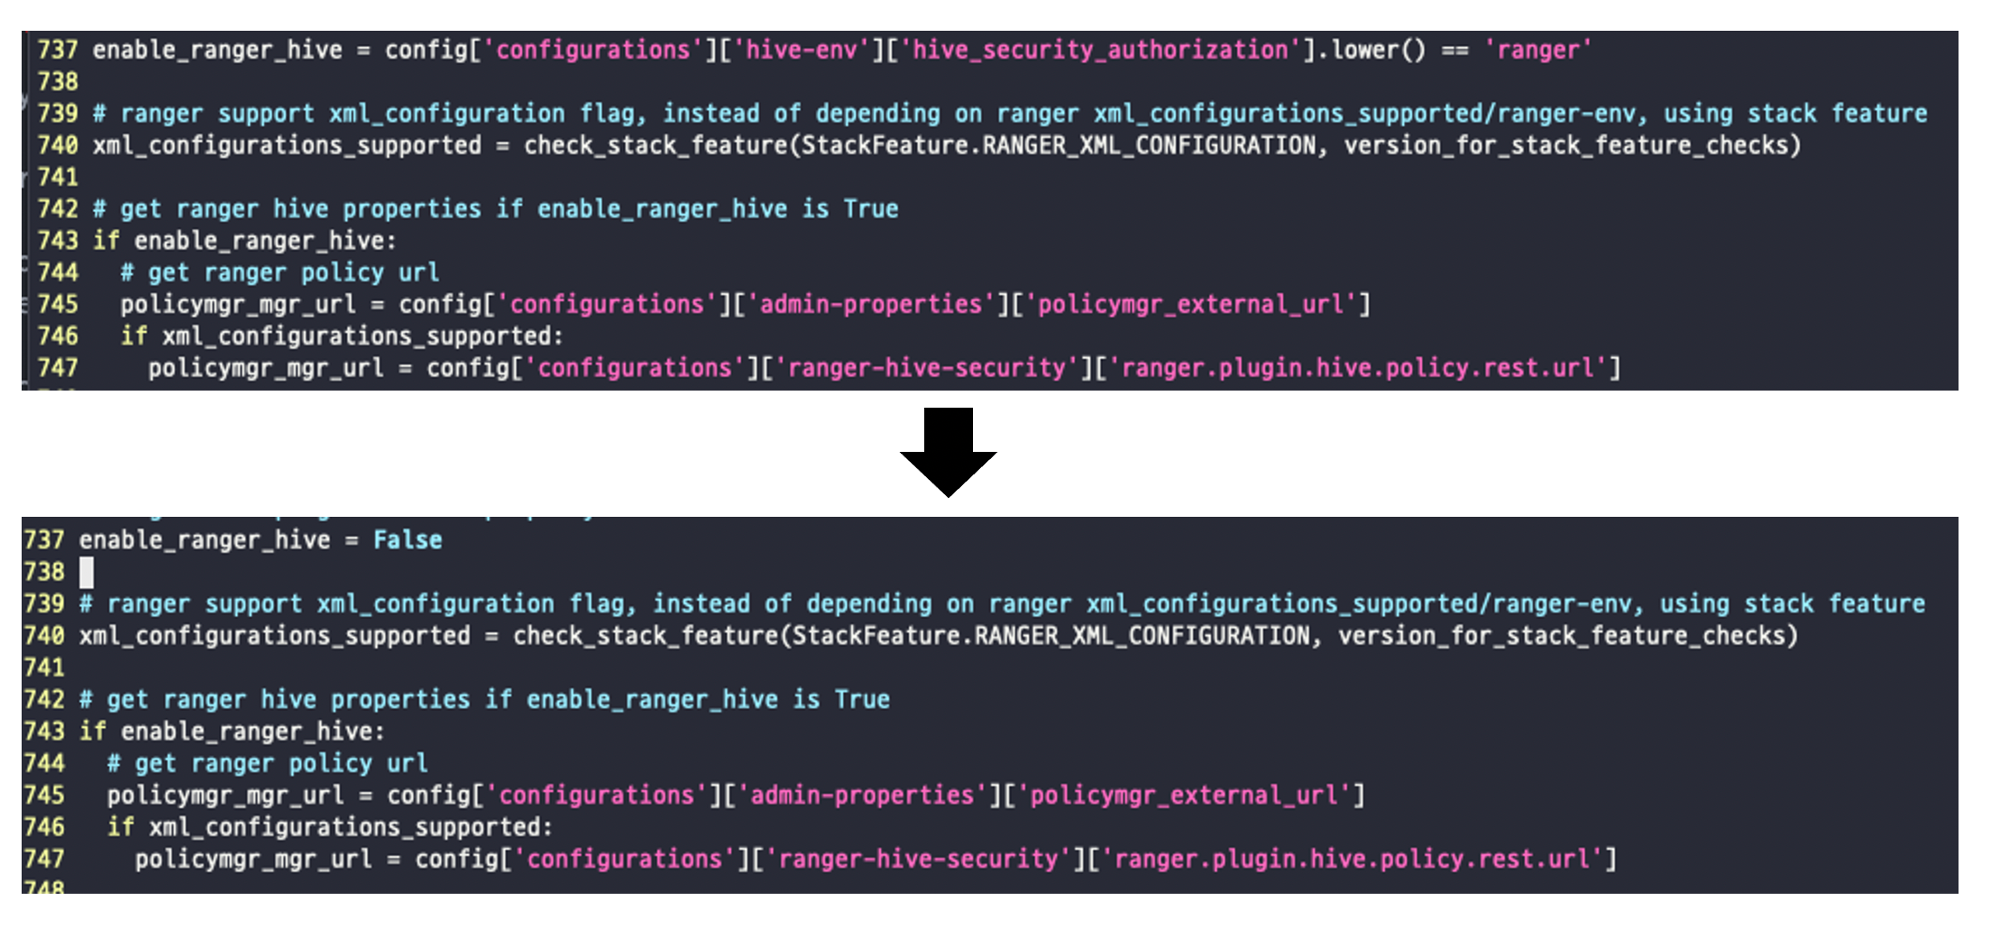 737 enable_ranger_hive = config['configurations']['hive-env']['hive_security_authorization'].lower() == 'ranger'
738
739 # ranger support xml_configuration flag, instead of depending on ranger xml_configurations_supported/ranger-env, using stack feature
740 xml_configurations_supported = check_stack_feature(StackFeature.RANGER_XML_CONFIGURATION, version_for_stack_feature_checks)
741
742 # get ranger hive properties if enable_ranger_hive is True
743 if enable_ranger_hive:
744   # get ranger policy url
745   policymgr_mgr_url = config['configurations']['admin-properties']['policymgr_external_url']
746   if xml_configurations_supported:
747     policymgr_mgr_url = config['configurations']['ranger-hive-security']['ranger.plugin.hive.policy.rest.url']
737 enable_ranger_hive = False
738
739 # ranger support xml_configuration flag, instead of depending on ranger xml_configurations_supported/ranger-env, using stack feature
740 xml_configurations_supported = check_stack_feature(StackFeature.RANGER_XML_CONFIGURATION, version_for_stack_feature_checks)
741
742 # get ranger hive properties if enable_ranger_hive is True
743 if enable_ranger_hive:
744   # get ranger policy url
745   policymgr_mgr_url = config['configurations']['admin-properties']['policymgr_external_url']
746   if xml_configurations_supported:
747     policymgr_mgr_url = config['configurations']['ranger-hive-security']['ranger.plugin.hive.policy.rest.url']
748